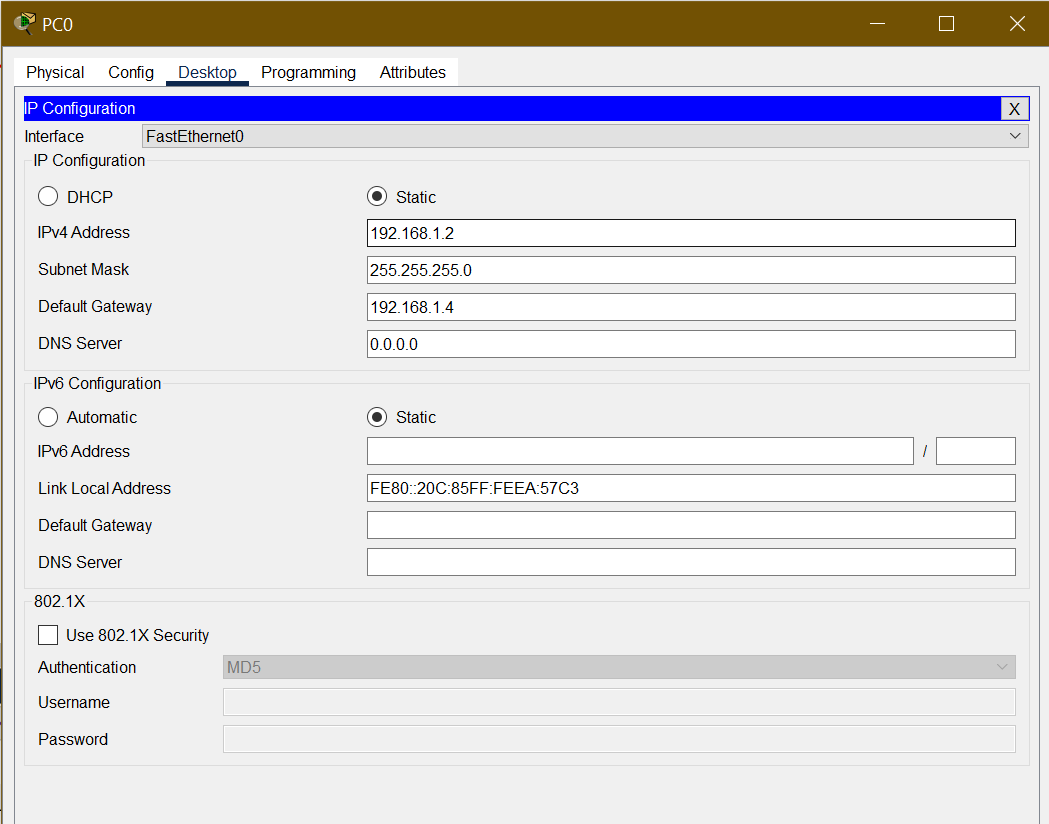 PC0
Physical Config Desktop Programming Attributes
IP Configuration X
Interface FastEthernet0
IP Configuration
DHCP Static
IPv4 Address 192.168.1.2
Subnet Mask 255.255.255.0
Default Gateway 192.168.1.4
DNS Server 0.0.0.0
IPv6 Configuration
Automatic Static
IPv6 Address /
Link Local Address FE80::20C:85FF:FEEA:57C3
Default Gateway
DNS Server
802.1X
Use 802.1X Security
Authentication MD5
Username
Password